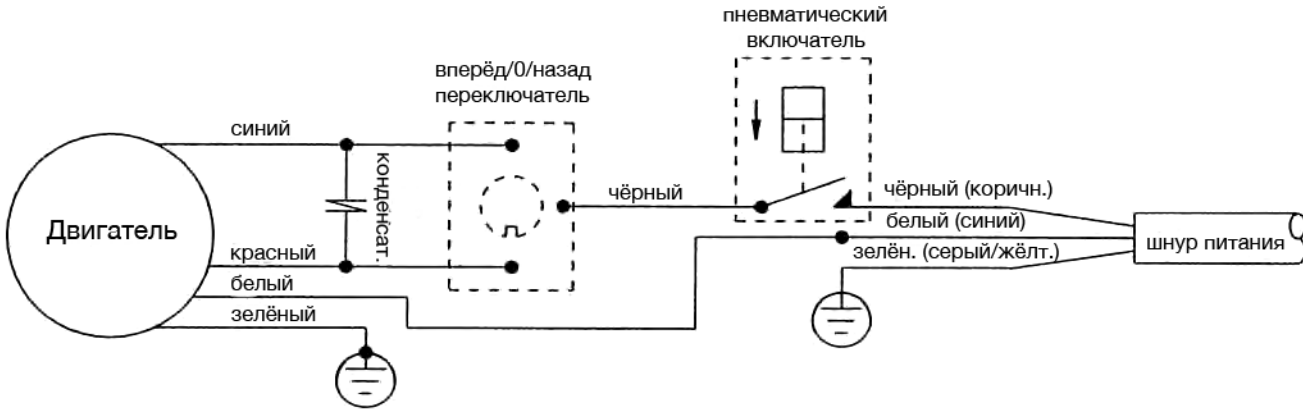 пневматический
включатель
вперёд/0/назад
переключатель
синий
конденсат.
чёрный
чёрный (коричн.)
белый (синий)
зелён. (серый/жёлт.)
шнур питания
Двигатель
красный
белый
зелёный